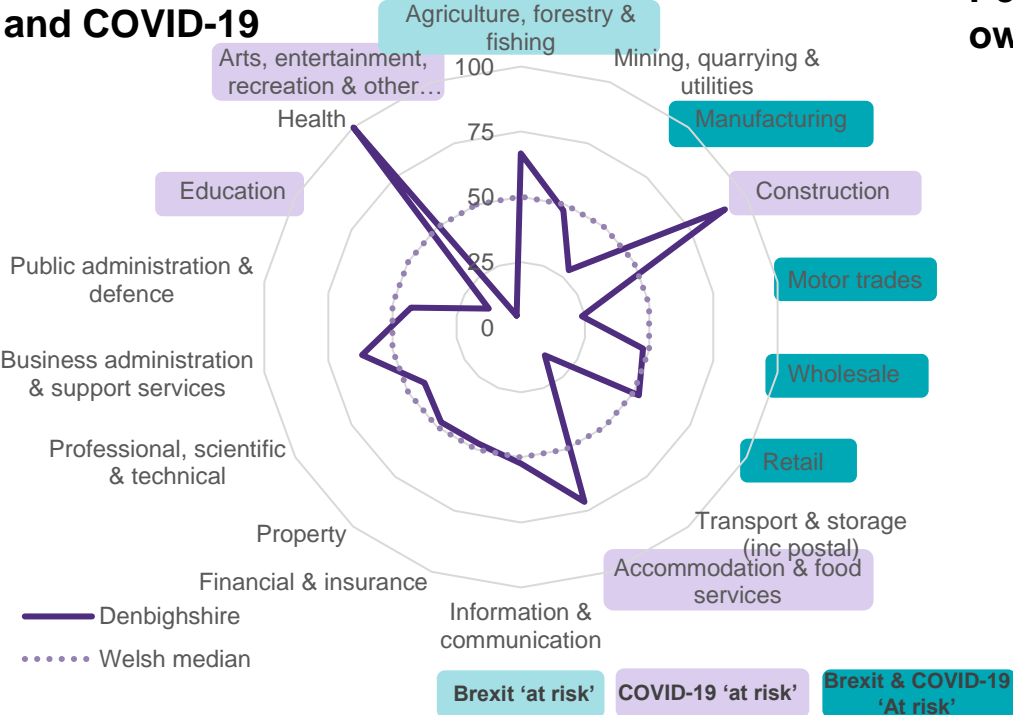 and COVID-19
Agriculture, forestry &
fishing
Arts, entertainment,
recreation & other…
Mining, quarrying &
utilities
100
Health
Manufacturing
75
Education
Construction
50
25
Public administration &
defence
Motor trades
0
Business administration
& support services
Wholesale
Professional, scientific
& technical
Retail
Property
Transport & storage
(inc postal)
Financial & insurance
Accommodation & food
services
Information &
communication
Denbighshire
Welsh median
Brexit ‘at risk’
COVID-19 ‘at risk’
Brexit & COVID-19
‘At risk’